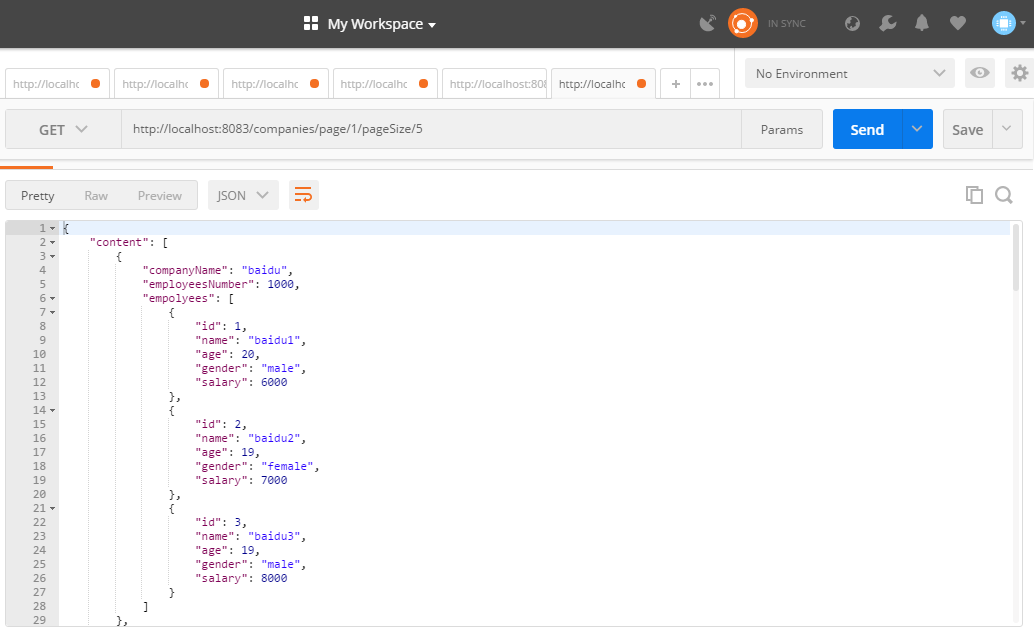 My Workspace
IN SYNC
http://localhc
http://localhc
http://localhc
http://localhc
http://localhost:808
http://localhc
+
•••
No Environment
GET
http://localhost:8083/companies/page/1/pageSize/5
Params
Send
Save
Pretty
Raw
Preview
JSON
1 {
2 "content": [
3 {
4 "companyName": "baidu",
5 "employeesNumber": 1000,
6 "empolyees": [
7 {
8 "id": 1,
9 "name": "baidu1",
10 "age": 20,
11 "gender": "male",
12 "salary": 6000
13 },
14 {
15 "id": 2,
16 "name": "baidu2",
17 "age": 19,
18 "gender": "female",
19 "salary": 7000
20 },
21 {
22 "id": 3,
23 "name": "baidu3",
24 "age": 19,
25 "gender": "male",
26 "salary": 8000
27 }
28 ]
29 },